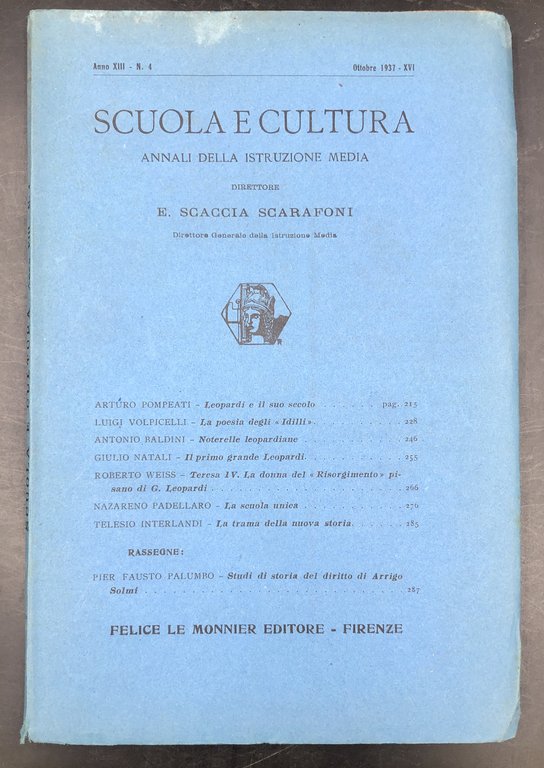 Anno XIII - N. 4 Ottobre 1937 - XVI
SCUOLA E CULTURA
ANNALI DELLA ISTRUZIONE MEDIA
DIRETTORE
E. SCACCIA SCARAFONI
Direttore Generale della Istruzione Media
ARTURO POMPEATI - Leopardi e il suo secolo . . . . . . pag. 215
LUIGI VOLPICELLI - La poesia degli « Idilli » . . . . . . . 228
ANTONIO BALDINI - Noterelle leopardiane . . . . . . . . 246
GIULIO NATALI - Il primo grande Leopardi . . . . . . . . 255
ROBERTO WEISS - Teresa IV. La donna del « Risorgimento » pi-
sano di G. Leopardi . . . . . . . . . . . . . . . . 266
NAZARENO PADELLARO - La scuola unica . . . . . . . . 276
TELESIO INTERLANDI - La trama della nuova storia . . . . . 285
RASSEGNE:
PIER FAUSTO PALUMBO - Studi di storia del diritto di Arrigo
Solmi . . . . . . . . . . . . . . . . . . . . . . 287
FELICE LE MONNIER EDITORE - FIRENZE